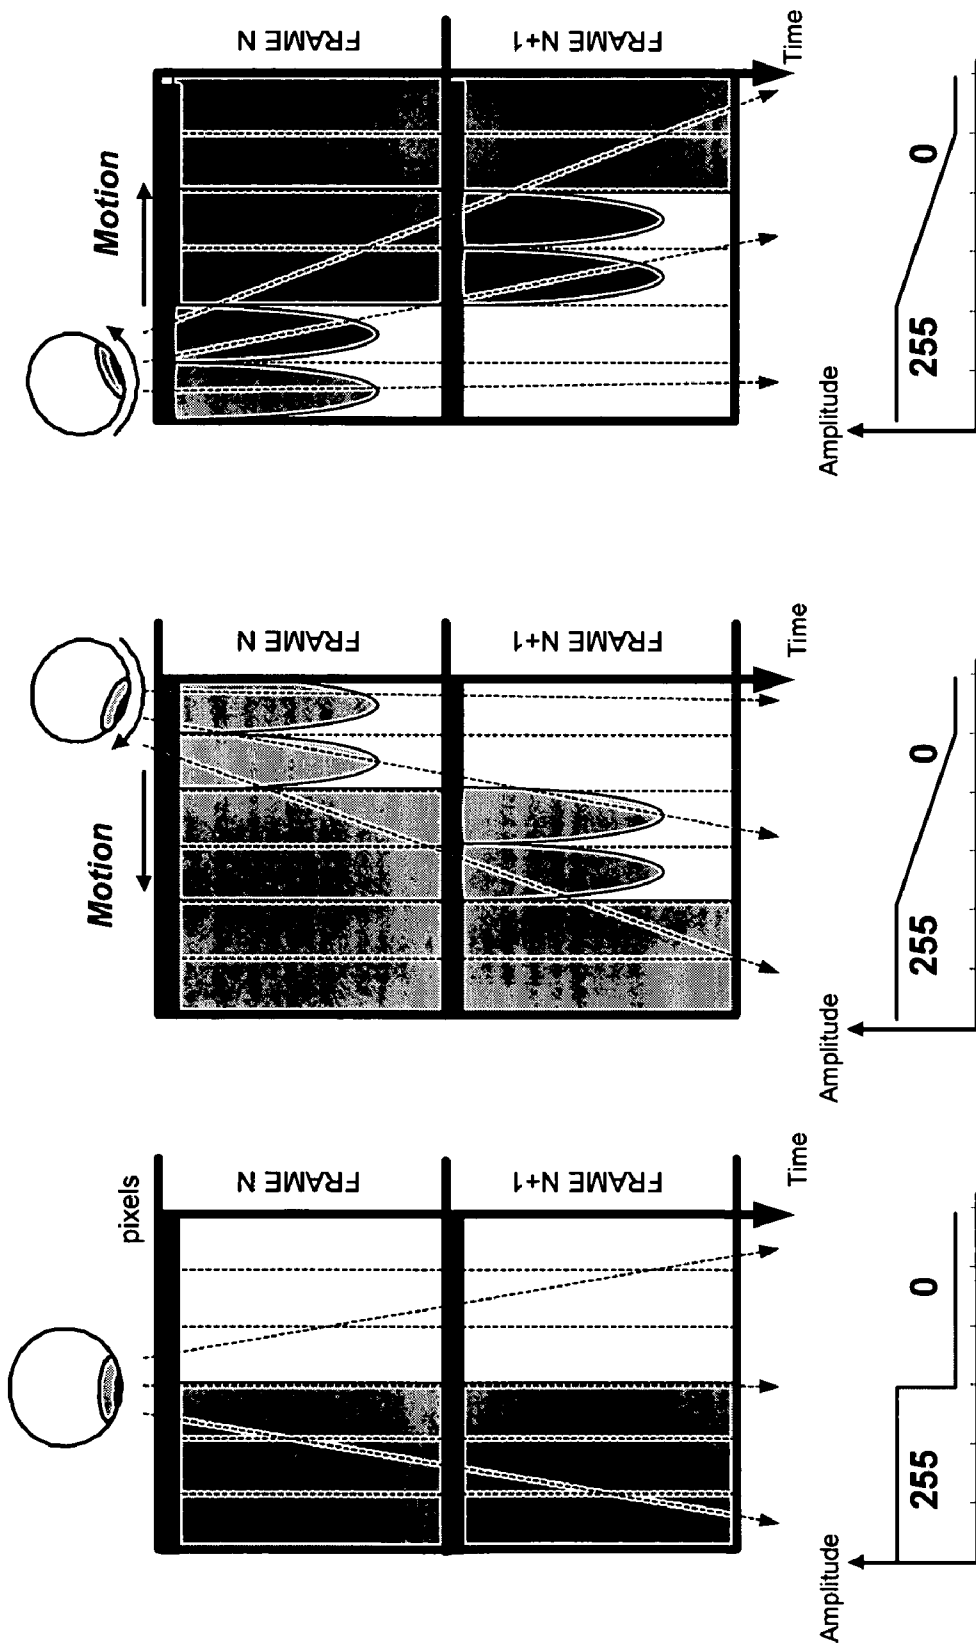 pixels
FRAME N
FRAME N+1
Time
Amplitude
255
0
Motion
FRAME N
FRAME N+1
Time
Amplitude
255
0
Motion
FRAME N
FRAME N+1
Time
Amplitude
255
0